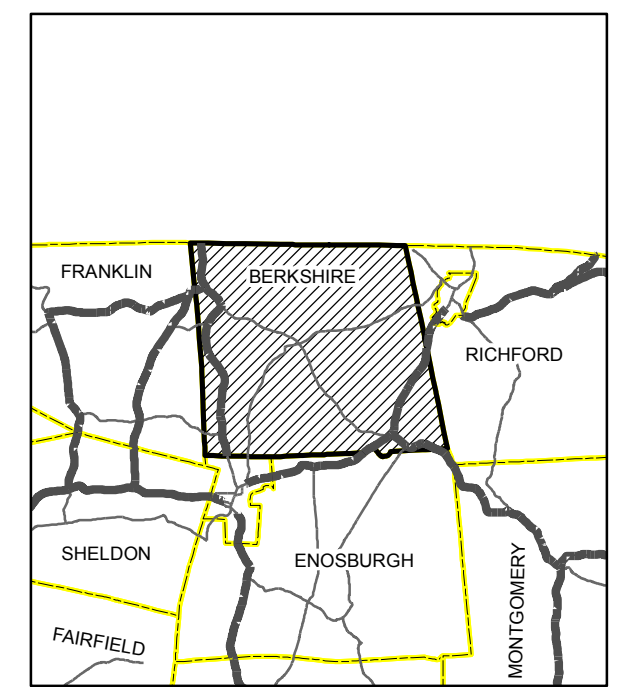 FRANKLIN
BERKSHIRE
RICHFORD
SHELDON
ENOSBURGH
MONTGOMERY
FAIRFIELD